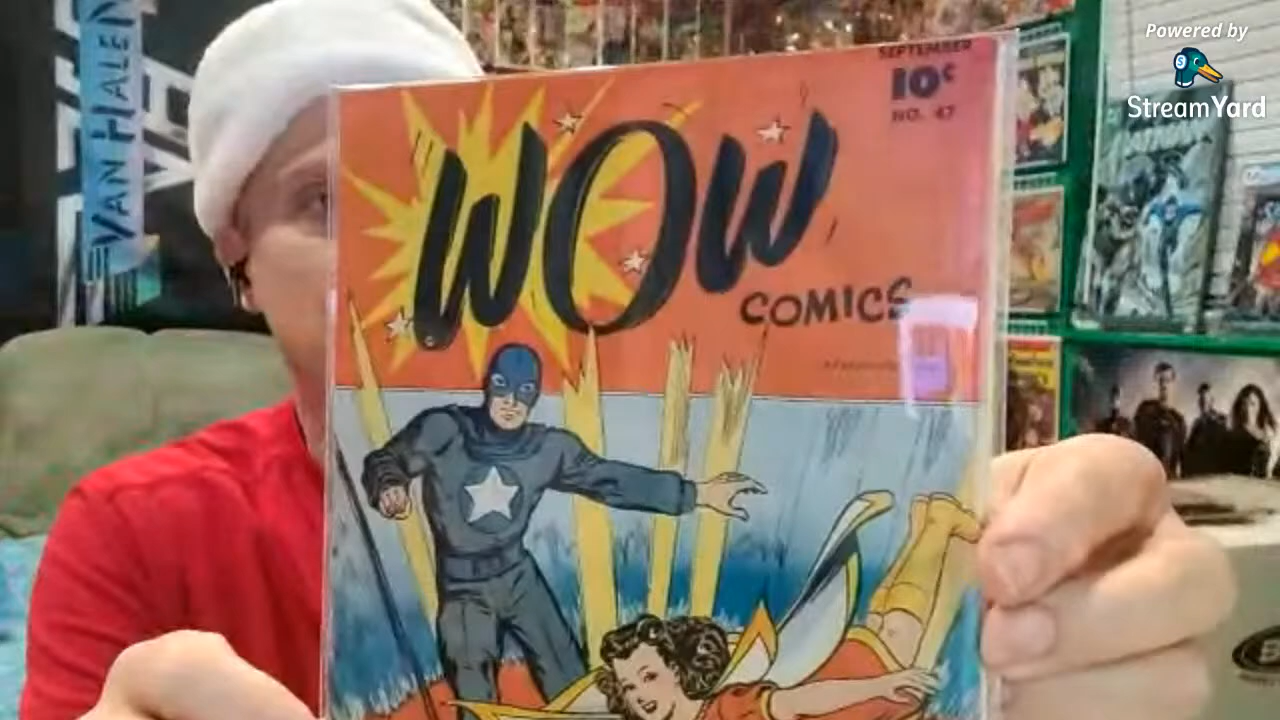 Powered by
StreamYard
VAN HALEN
SEPTEMBER
10¢
NO. 47
WOW
COMICS